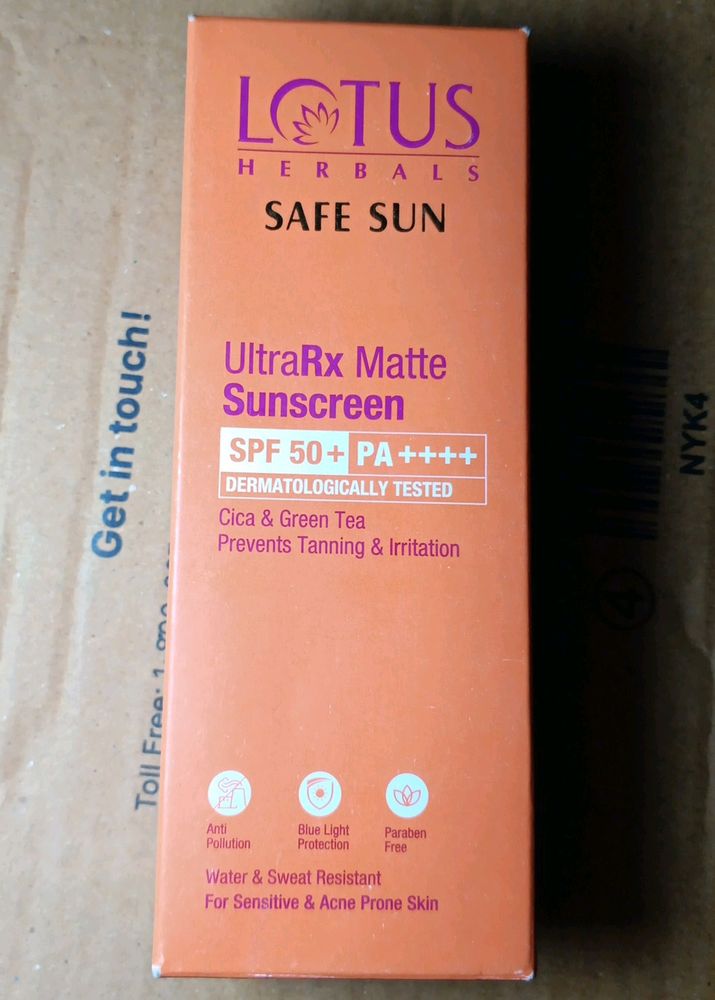 LOTUS
HERBALS
SAFE SUN
UltraRx Matte
Sunscreen
SPF 50+ PA++++
DERMATOLOGICALLY TESTED
Cica & Green Tea
Prevents Tanning & Irritation
Anti
Pollution
Blue Light
Protection
Paraben
Free
Water & Sweat Resistant
For Sensitive & Acne Prone Skin
Get in touch!
Toll Free: 1
NYK4
4